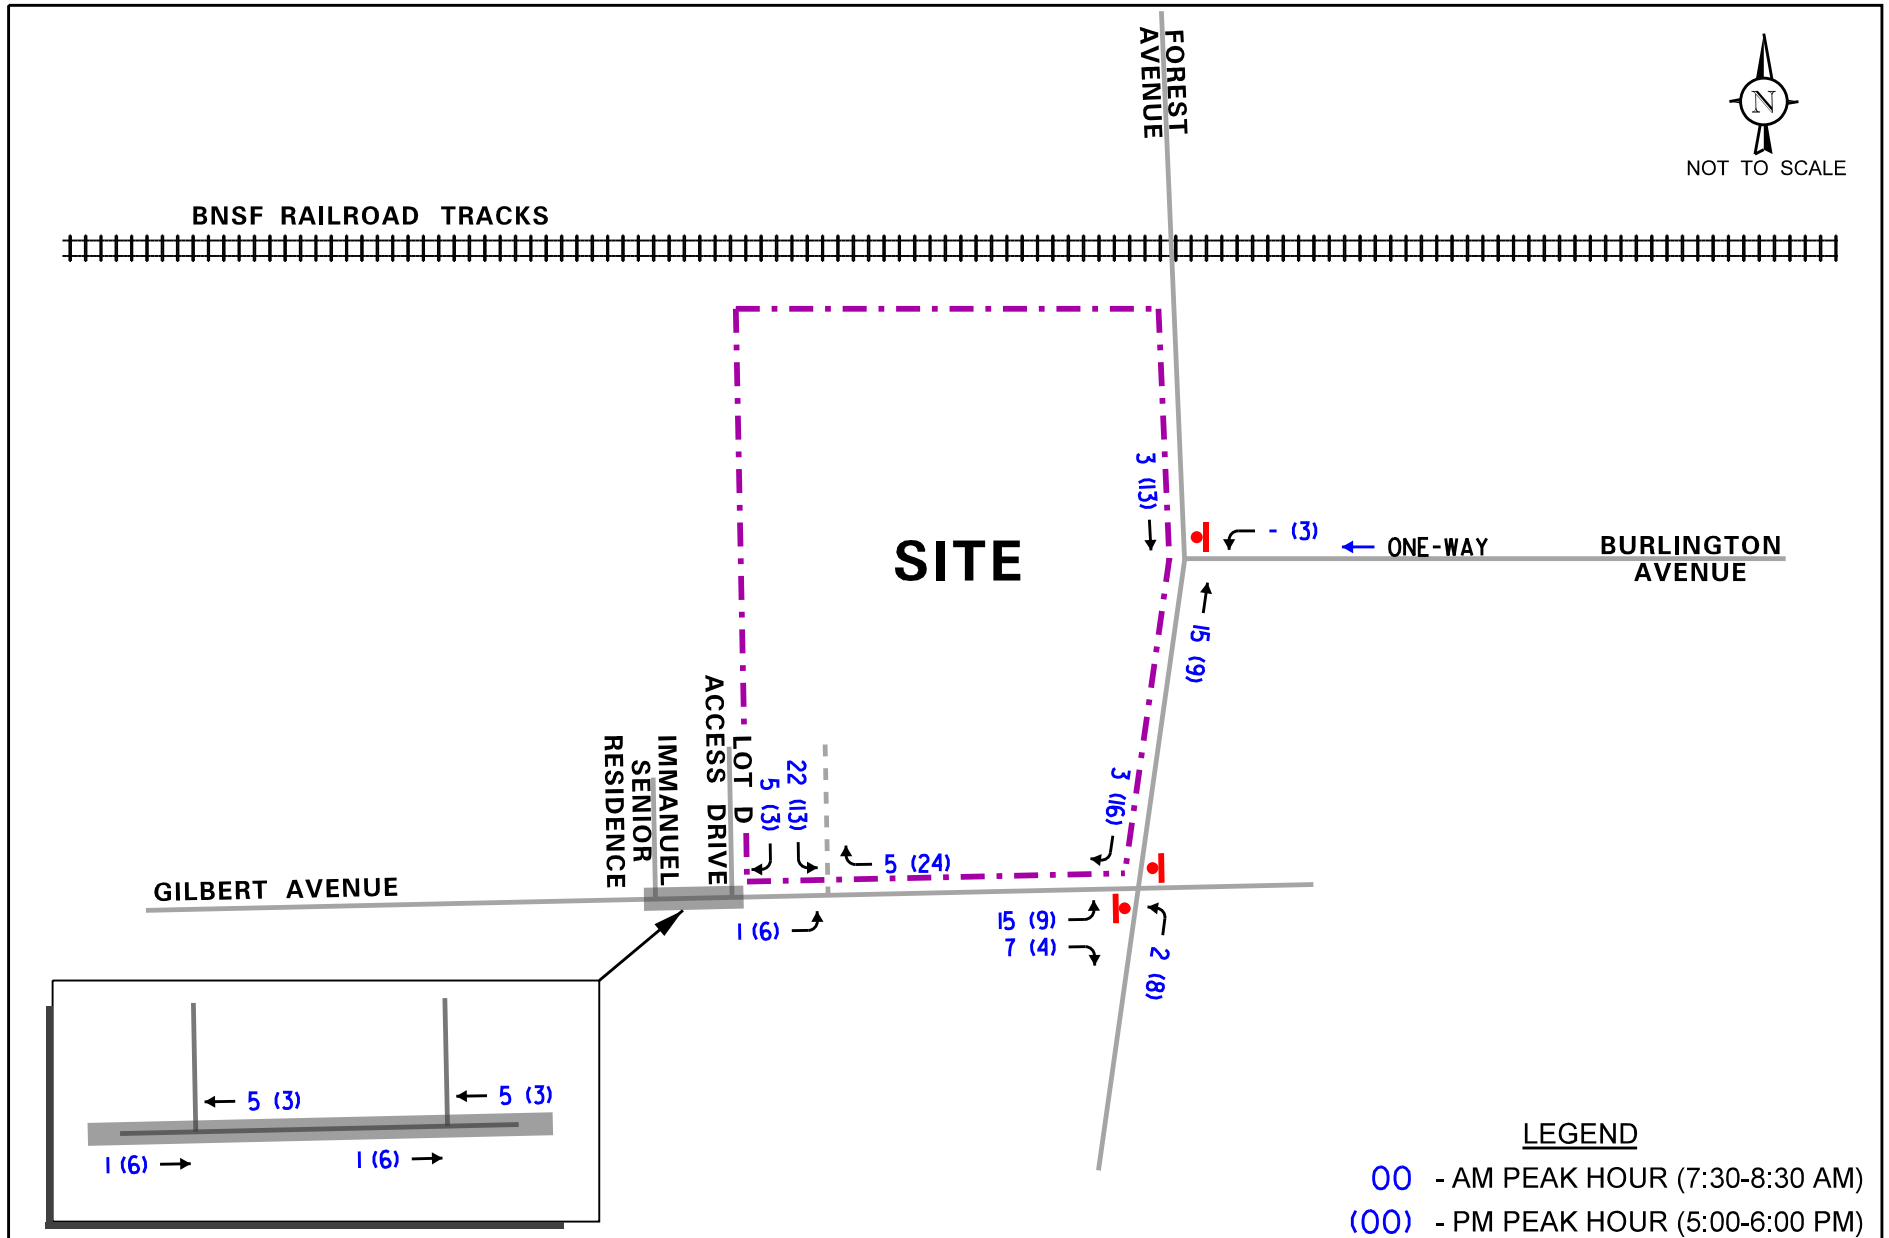 FOREST
AVENUE
N
NOT TO SCALE
BNSF RAILROAD TRACKS
3 (13)
- (3)
ONE-WAY
BURLINGTON
AVENUE
SITE
15 (9)
ACCESS DRIVE
LOT D
IMMANUEL
SENIOR
RESIDENCE
22 (13)
5 (3)
3 (16)
5 (24)
GILBERT AVENUE
1 (6)
15 (9)
7 (4)
2 (8)
5 (3)
5 (3)
1 (6)
1 (6)
LEGEND
00 - AM PEAK HOUR (7:30-8:30 AM)
(00) - PM PEAK HOUR (5:00-6:00 PM)